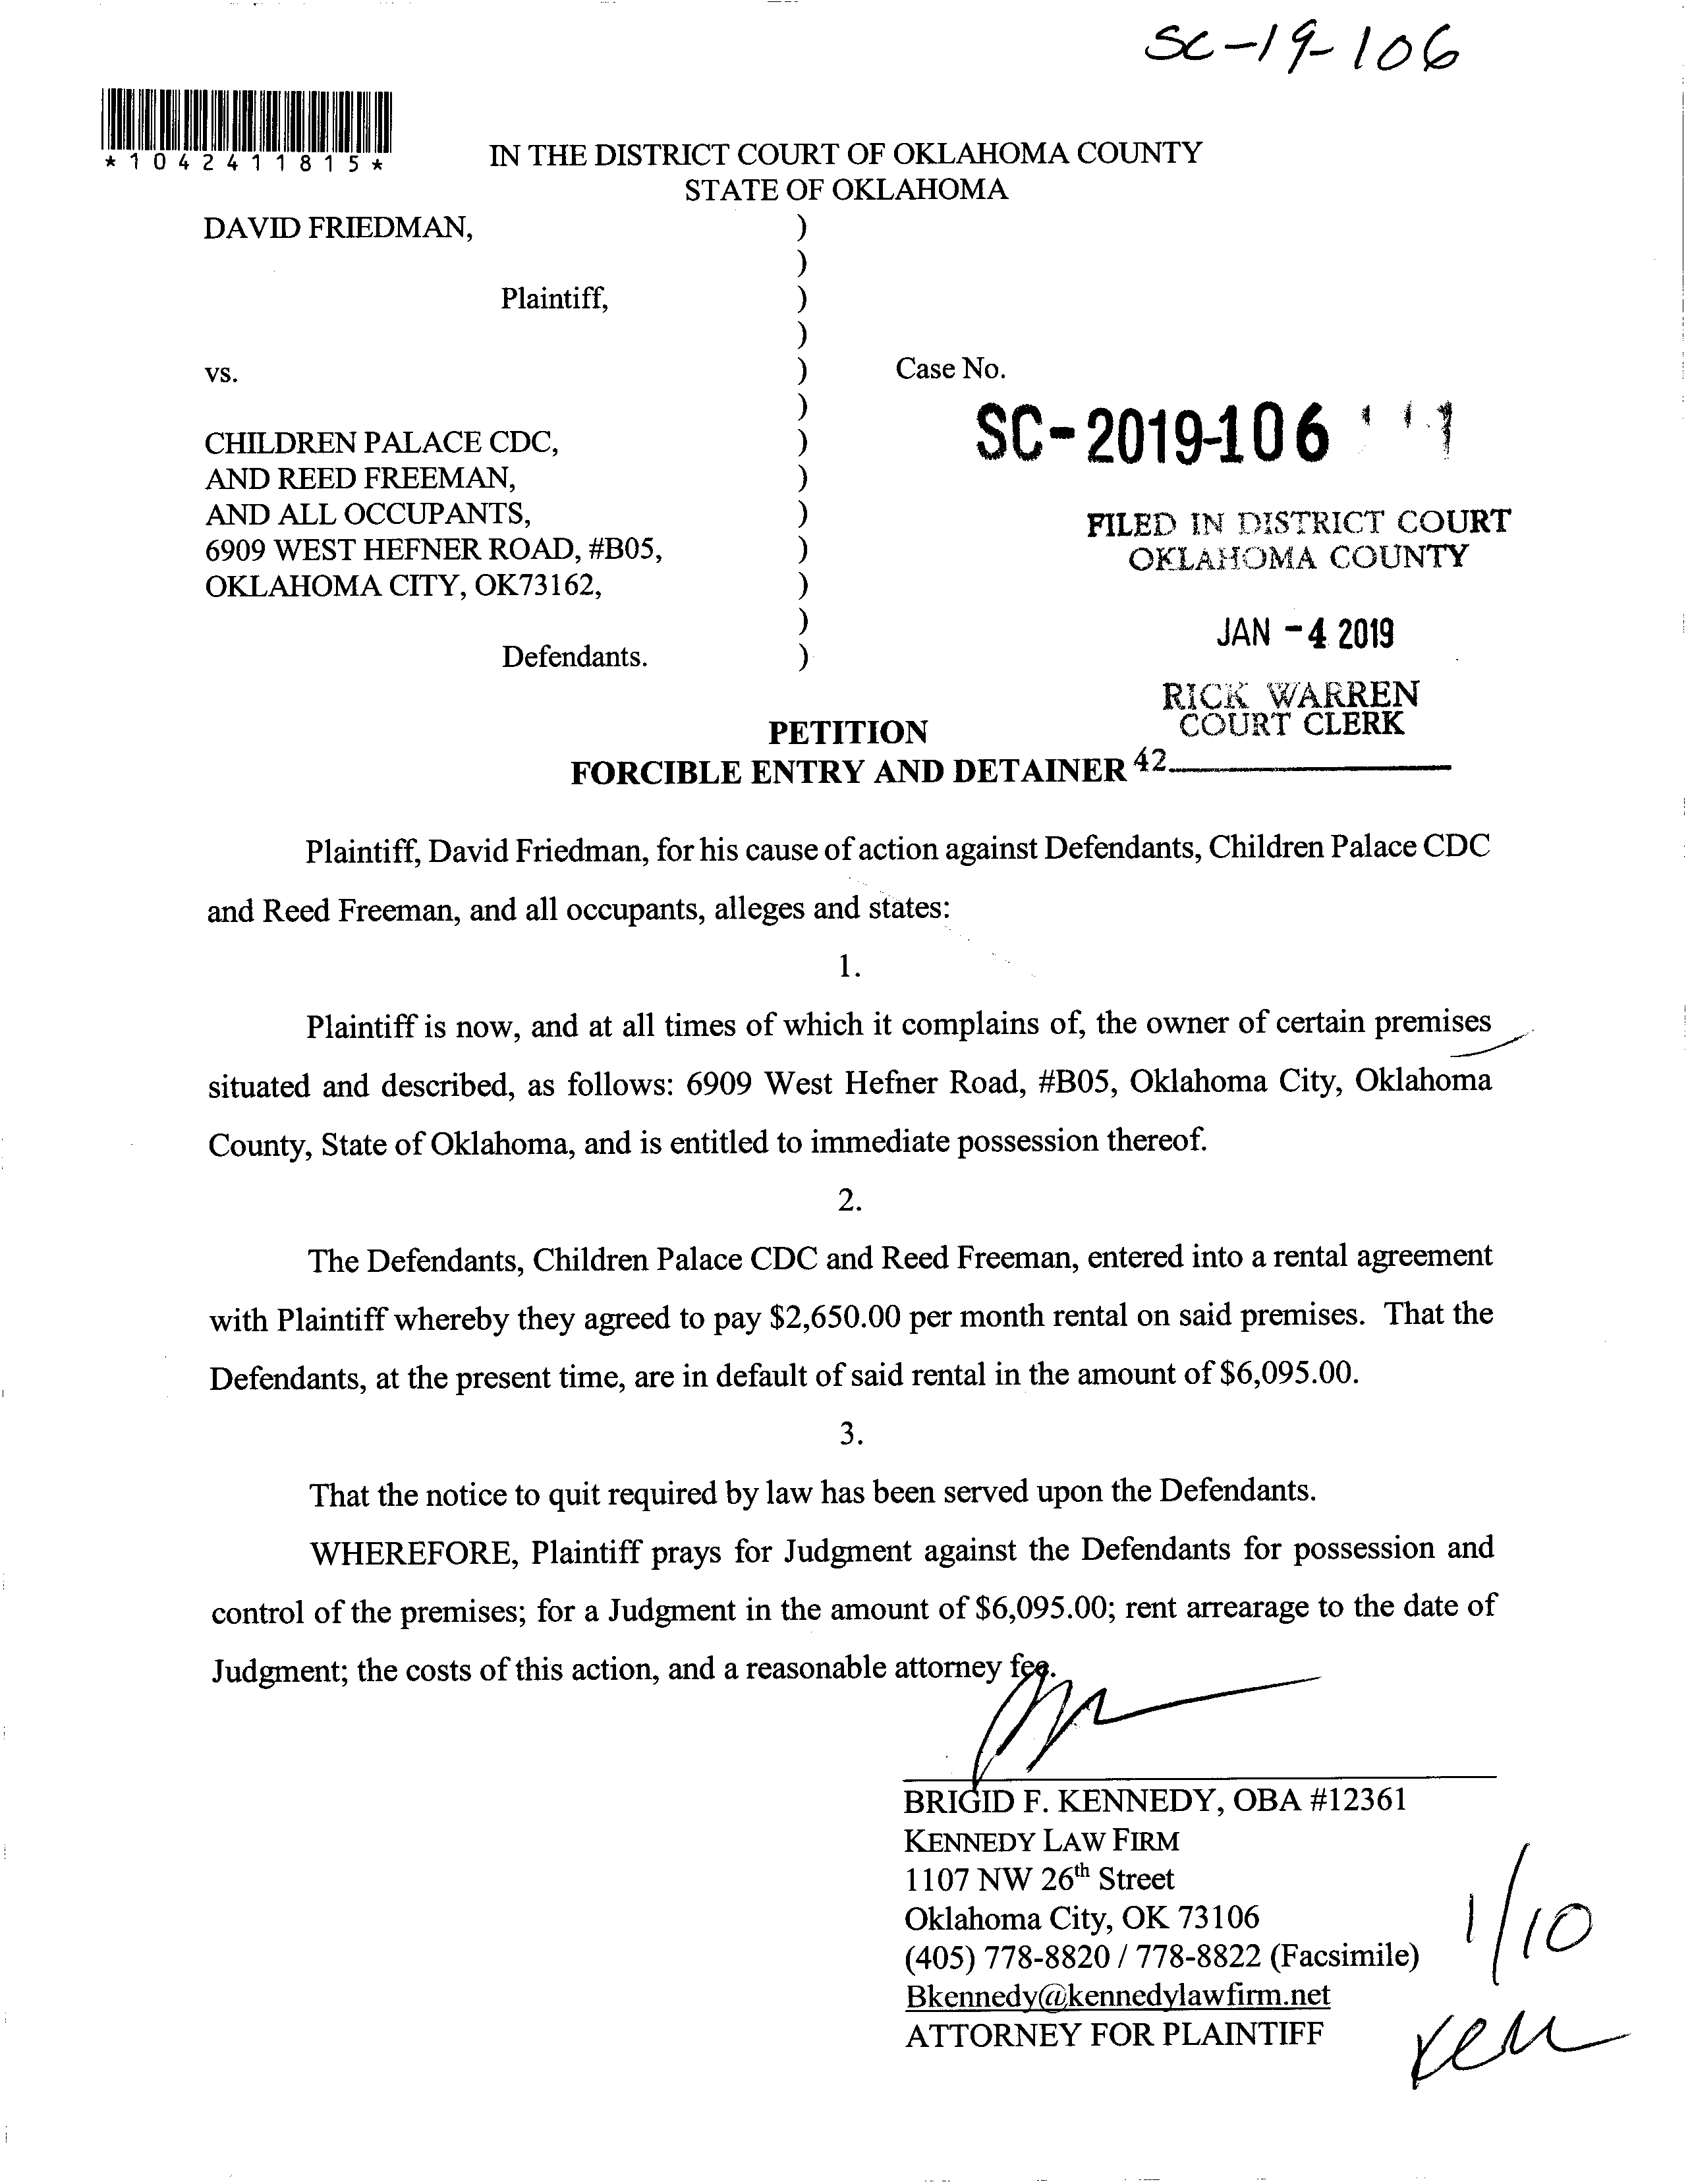 SC-19-106
*1042411815*
IN THE DISTRICT COURT OF OKLAHOMA COUNTY
STATE OF OKLAHOMA
DAVID FRIEDMAN,
Plaintiff,
vs.
Case No.
SC-2019-106
CHILDREN PALACE CDC,
AND REED FREEMAN,
AND ALL OCCUPANTS,
6909 WEST HEFNER ROAD, #B05,
OKLAHOMA CITY, OK73162,
Defendants.
FILED IN DISTRICT COURT
OKLAHOMA COUNTY
JAN -4 2019
RICK WARREN
COURT CLERK
42
PETITION
FORCIBLE ENTRY AND DETAINER
Plaintiff, David Friedman, for his cause of action against Defendants, Children Palace CDC
and Reed Freeman, and all occupants, alleges and states:
1.
Plaintiff is now, and at all times of which it complains of, the owner of certain premises
situated and described, as follows: 6909 West Hefner Road, #B05, Oklahoma City, Oklahoma
County, State of Oklahoma, and is entitled to immediate possession thereof.
2.
The Defendants, Children Palace CDC and Reed Freeman, entered into a rental agreement
with Plaintiff whereby they agreed to pay $2,650.00 per month rental on said premises. That the
Defendants, at the present time, are in default of said rental in the amount of $6,095.00.
3.
That the notice to quit required by law has been served upon the Defendants.
WHEREFORE, Plaintiff prays for Judgment against the Defendants for possession and
control of the premises; for a Judgment in the amount of $6,095.00; rent arrearage to the date of
Judgment; the costs of this action, and a reasonable attorney fee.
BRIGID F. KENNEDY, OBA #12361
KENNEDY LAW FIRM
1107 NW 26th Street
Oklahoma City, OK 73106
(405) 778-8820 / 778-8822 (Facsimile)
Bkennedy@kennedylawfirm.net
ATTORNEY FOR PLAINTIFF
1/10